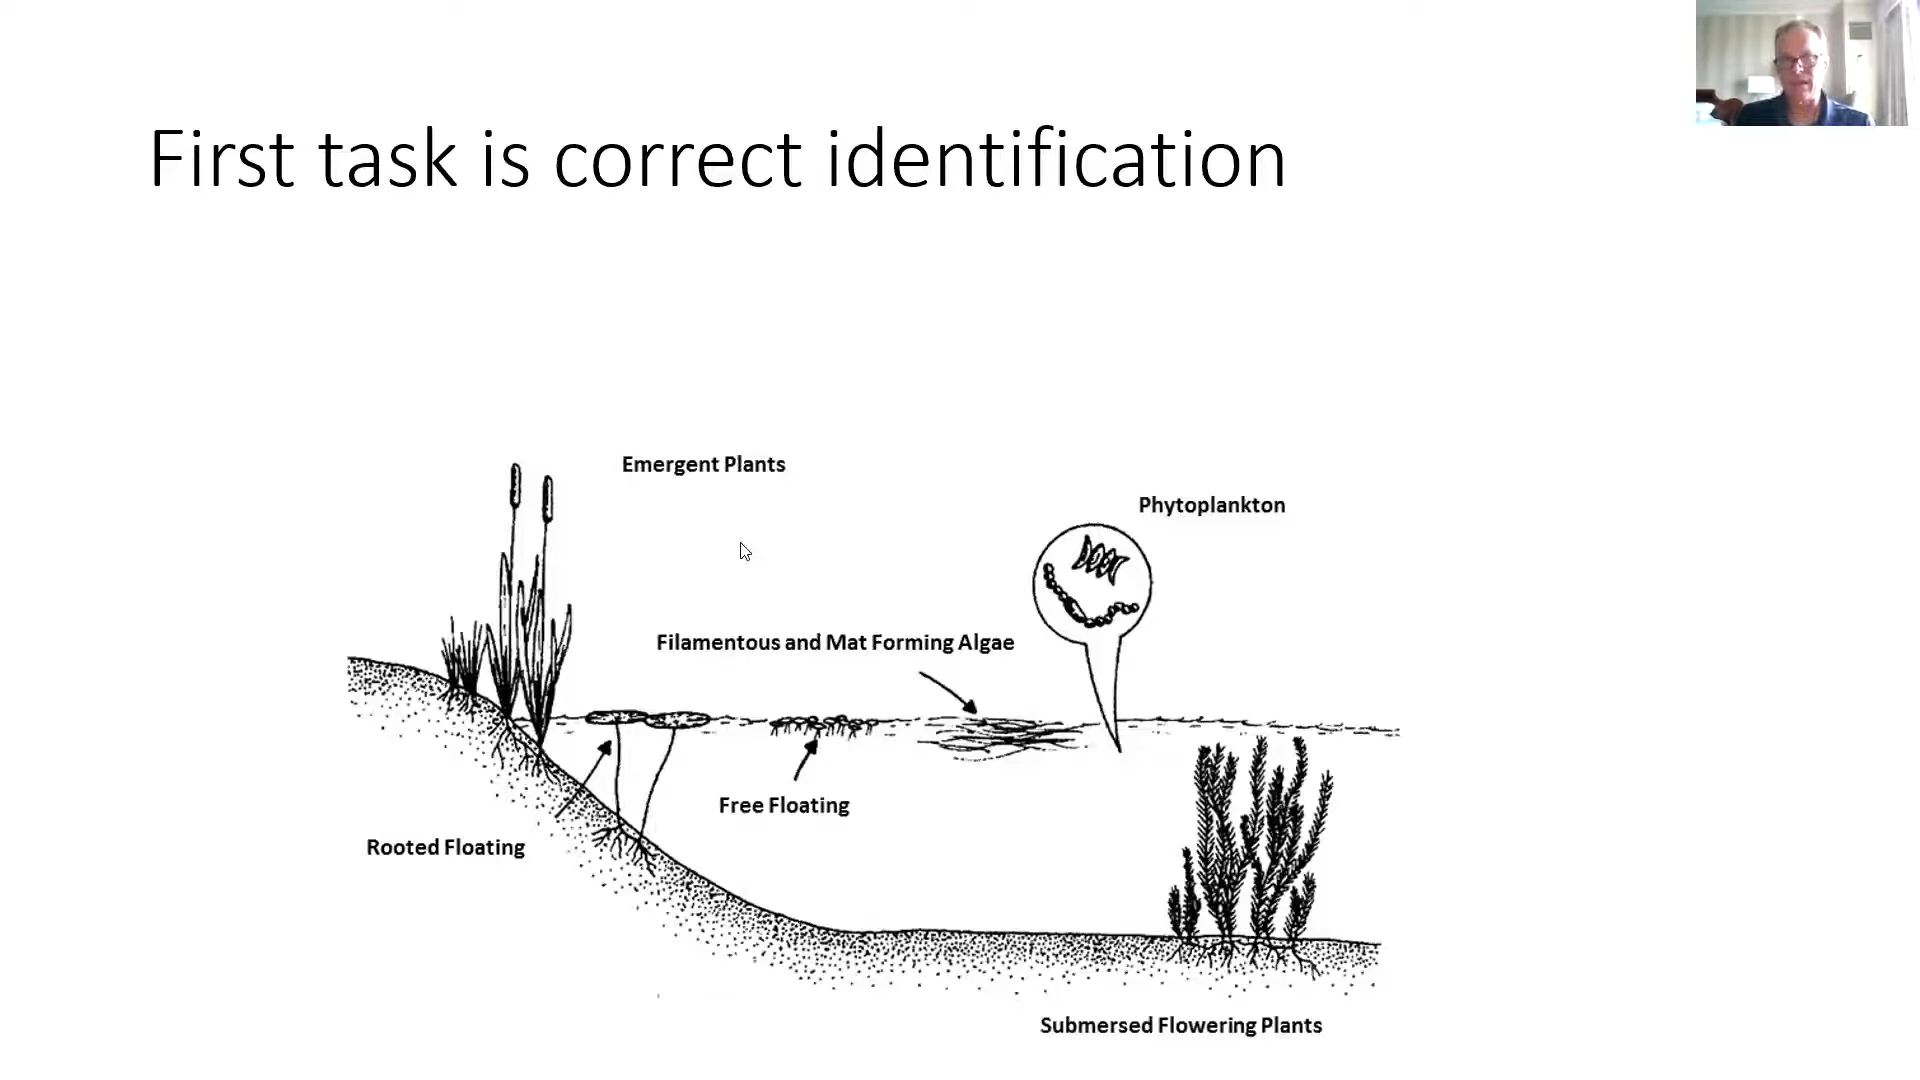 First task is correct identification
Emergent Plants
Phytoplankton
Filamentous and Mat Forming Algae
Free Floating
Rooted Floating
Submersed Flowering Plants